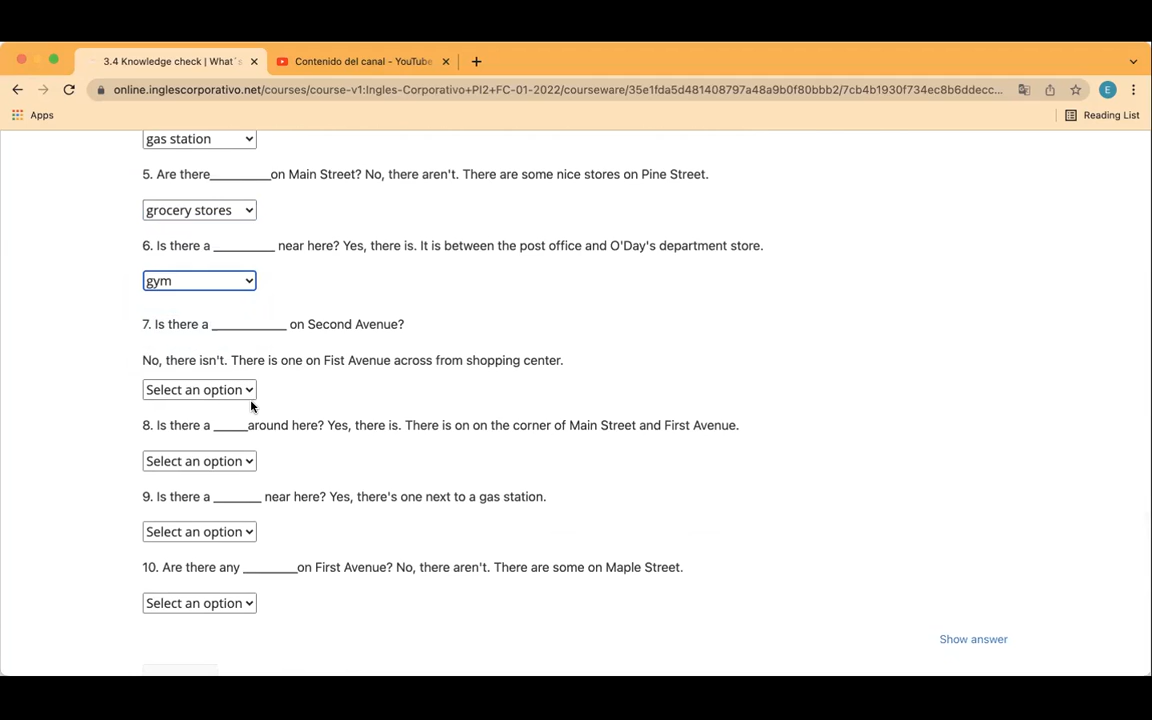 3.4 Knowledge check | What's
Contenido del canal - YouTube
online.inglescorporativo.net/courses/course-v1:Ingles-Corporativo+PI2+FC-01-2022/courseware/35e1fda5d481408797a48a9b0f80bbb2/7cb4b1930f734ec8b6ddecc...
E
Apps
Reading List
gas station
5. Are there__________on Main Street? No, there aren't. There are some nice stores on Pine Street.
grocery stores
6. Is there a __________ near here? Yes, there is. It is between the post office and O'Day's department store.
gym
7. Is there a ____________ on Second Avenue?
No, there isn't. There is one on Fist Avenue across from shopping center.
Select an option
8. Is there a _____around here? Yes, there is. There is on on the corner of Main Street and First Avenue.
Select an option
9. Is there a _______ near here? Yes, there's one next to a gas station.
Select an option
10. Are there any ________on First Avenue? No, there aren't. There are some on Maple Street.
Select an option
Show answer